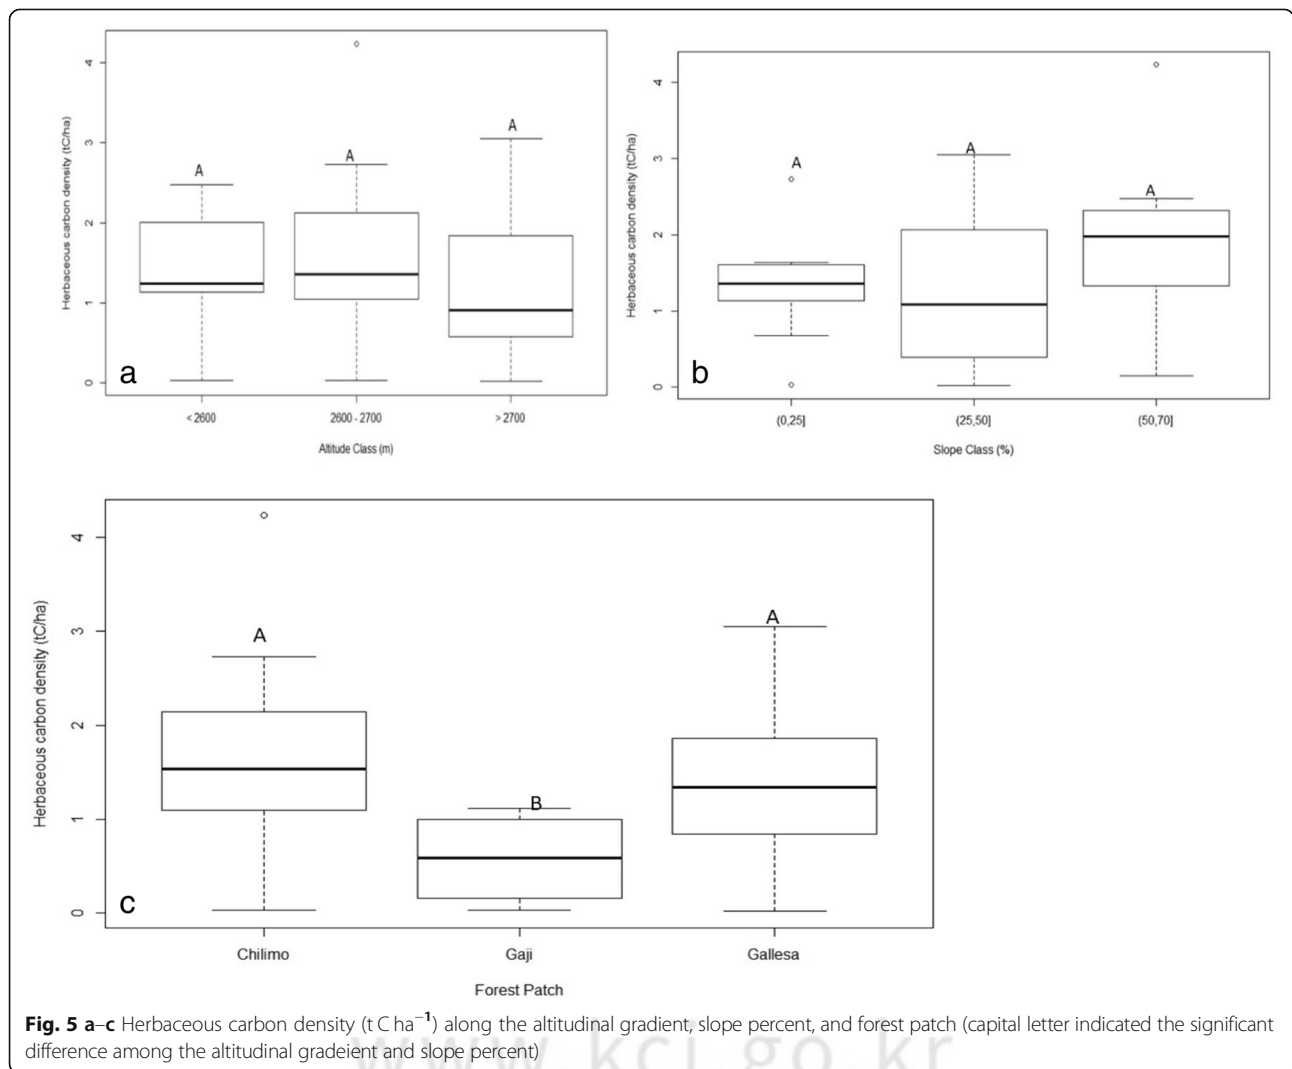 Herbaceous carbon density (tC/ha)
0
1
2
3
4
A
A
A
a
< 2600
2600 - 2700
> 2700
Altitude Class (m)
Herbaceous carbon density (tC/ha)
0
1
2
3
4
A
A
A
b
(0,25]
(25,50]
(50,70]
Slope Class (%)
Herbaceous carbon density (tC/ha)
0
1
2
3
4
A
B
A
c
Chilimo
Gaji
Gallesa
Forest Patch
Fig. 5 a–c Herbaceous carbon density (t C ha⁻¹) along the altitudinal gradient, slope percent, and forest patch (capital letter indicated the significant
difference among the altitudinal gradeient and slope percent)
www.kci.go.kr